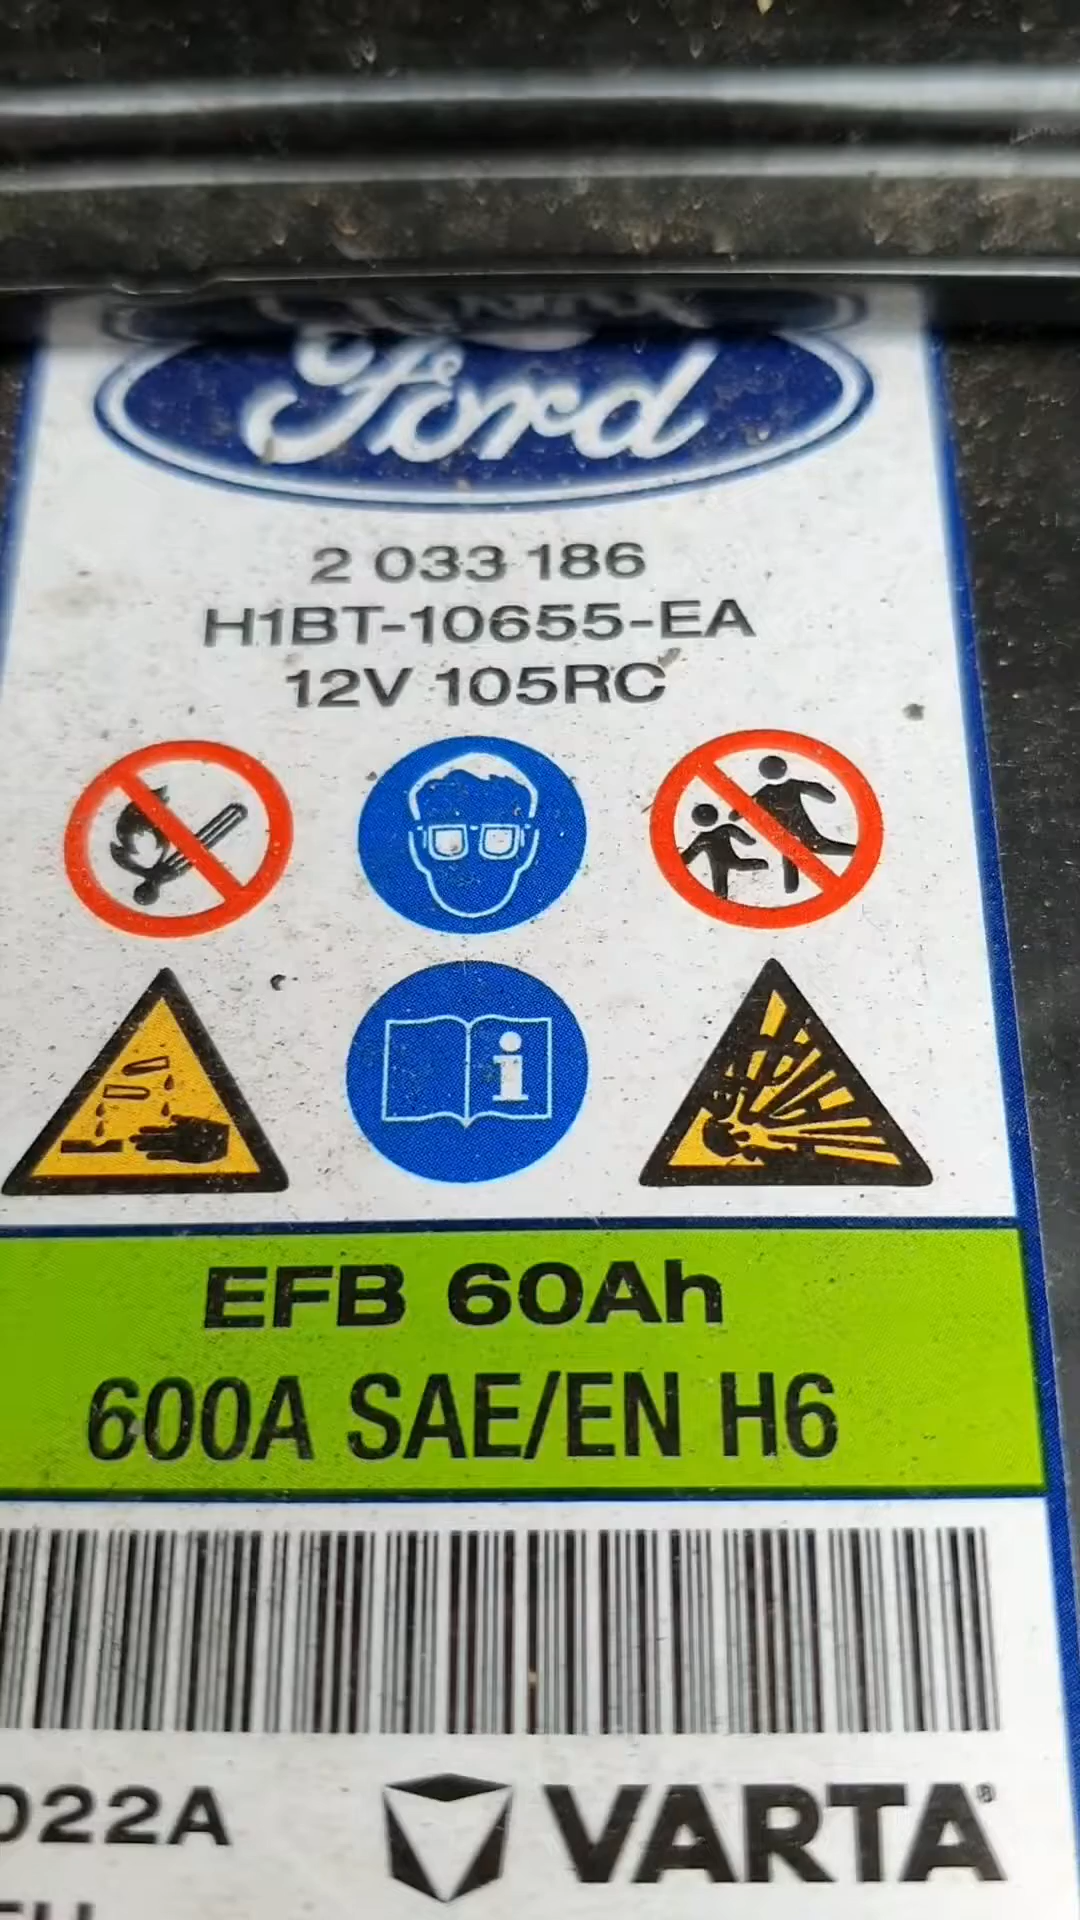 Ford
2 033 186
H1BT-10655-EA
12V 105RC
i
EFB 60Ah
600A SAE/EN H6
022A
VARTA®